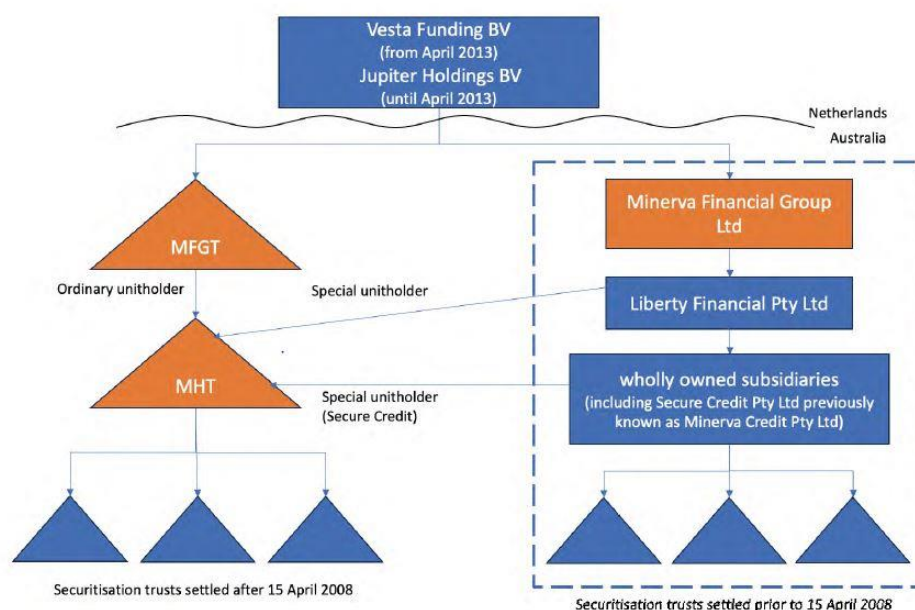 Vesta Funding BV
(from April 2013)
Jupiter Holdings BV
(until April 2013)
Netherlands
Australia
MFGT
Minerva Financial Group
Ltd
Ordinary unitholder
Special unitholder
Liberty Financial Pty Ltd
MHT
Special unitholder
(Secure Credit)
wholly owned subsidiaries
(including Secure Credit Pty Ltd previously
known as Minerva Credit Pty Ltd)
Securitisation trusts settled after 15 April 2008
Securitisation trusts settled prior to 15 April 2008